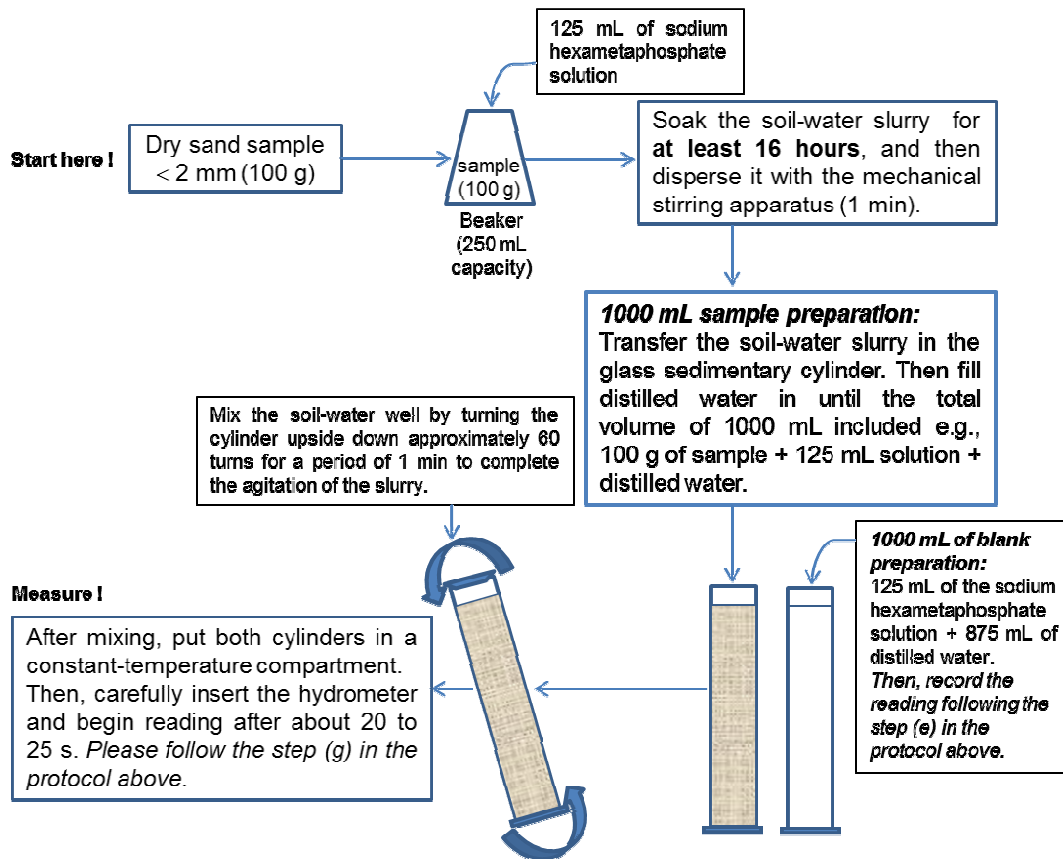 125 mL of sodium
hexametaphosphate
solution
Start here !
Dry sand sample
< 2 mm (100 g)
sample
(100 g)
Beaker
(250 mL
capacity)
Soak the soil-water slurry for
at least 16 hours, and then
disperse it with the mechanical
stirring apparatus (1 min).
1000 mL sample preparation:
Transfer the soil-water slurry in the
glass sedimentary cylinder. Then fill
distilled water in until the total
volume of 1000 mL included e.g.,
100 g of sample + 125 mL solution +
distilled water.
Mix the soil-water well by turning the
cylinder upside down approximately 60
turns for a period of 1 min to complete
the agitation of the slurry.
1000 mL of blank
preparation:
125 mL of the sodium
hexametaphosphate
solution + 875 mL of
distilled water.
Then, record the
reading following the
step (e) in the
protocol above.
Measure !
After mixing, put both cylinders in a
constant-temperature compartment.
Then, carefully insert the hydrometer
and begin reading after about 20 to
25 s. Please follow the step (g) in the
protocol above.